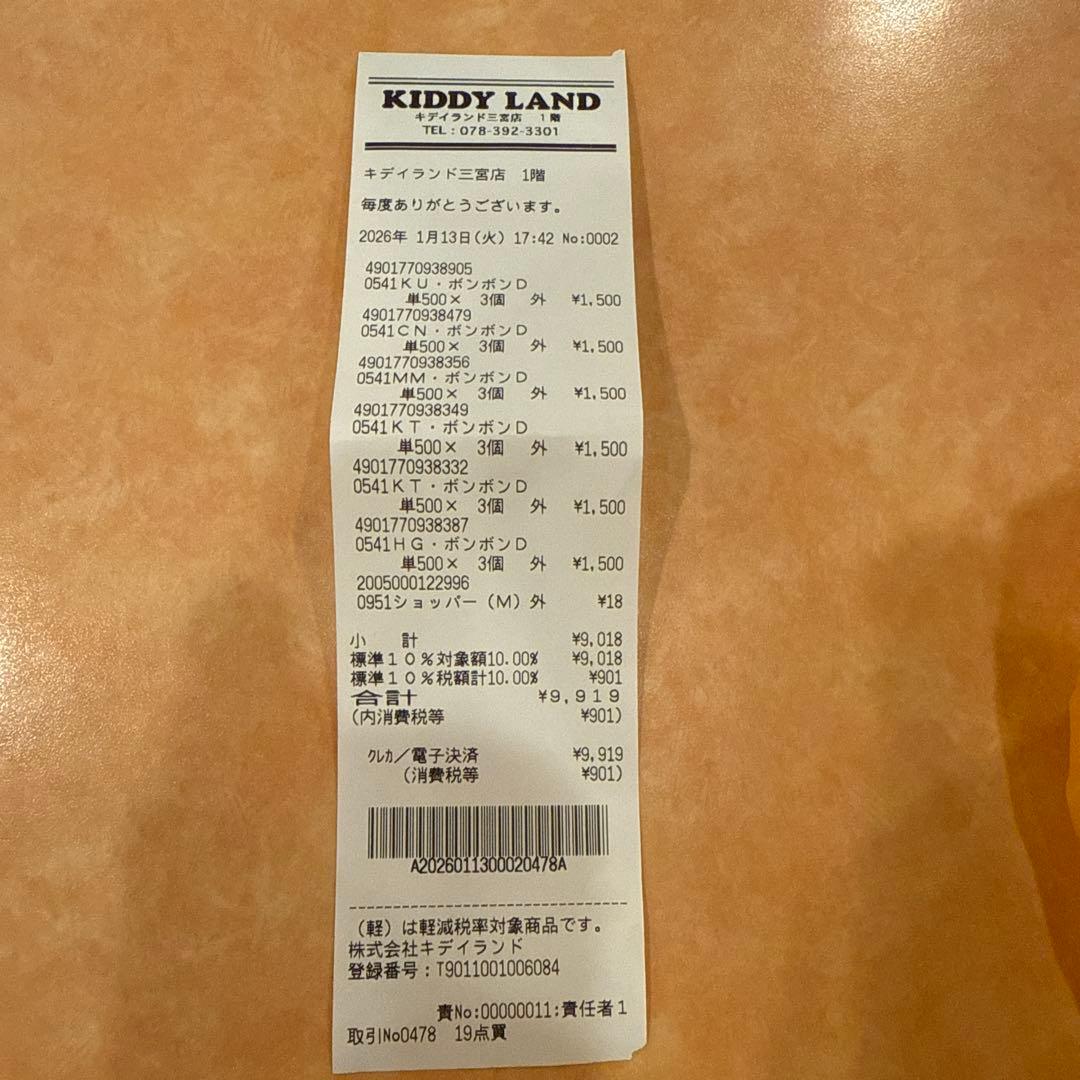 KIDDY LAND
キデイランド三宮店 1階
TEL:078-392-3301
キデイランド三宮店 1階
毎度ありがとうございます。
2026年 1月13日(火) 17:42 No:0002
4901770938905
0541KU・ボンボンD
単500× 3個 外 ¥1,500
4901770938479
0541CN・ボンボンD
単500× 3個 外 ¥1,500
4901770938356
0541MM・ボンボンD
単500× 3個 外 ¥1,500
4901770938349
0541KT・ボンボンD
単500× 3個 外 ¥1,500
4901770938332
0541KT・ボンボンD
単500× 3個 外 ¥1,500
4901770938387
0541HG・ボンボンD
単500× 3個 外 ¥1,500
2005000122996
0951ショッパー(M)外 ¥18
小 計 ¥9,018
標準10%対象額10.00% ¥9,018
標準10%税額計10.00% ¥901
合計 ¥9,919
(内消費税等 ¥901)
クレカ/電子決済 ¥9,919
(消費税等 ¥901)
A2026011300020478A
(軽)は軽減税率対象商品です。
株式会社キデイランド
登録番号:T9011001006084
責No:00000011:責任者1
取引No0478 19点買